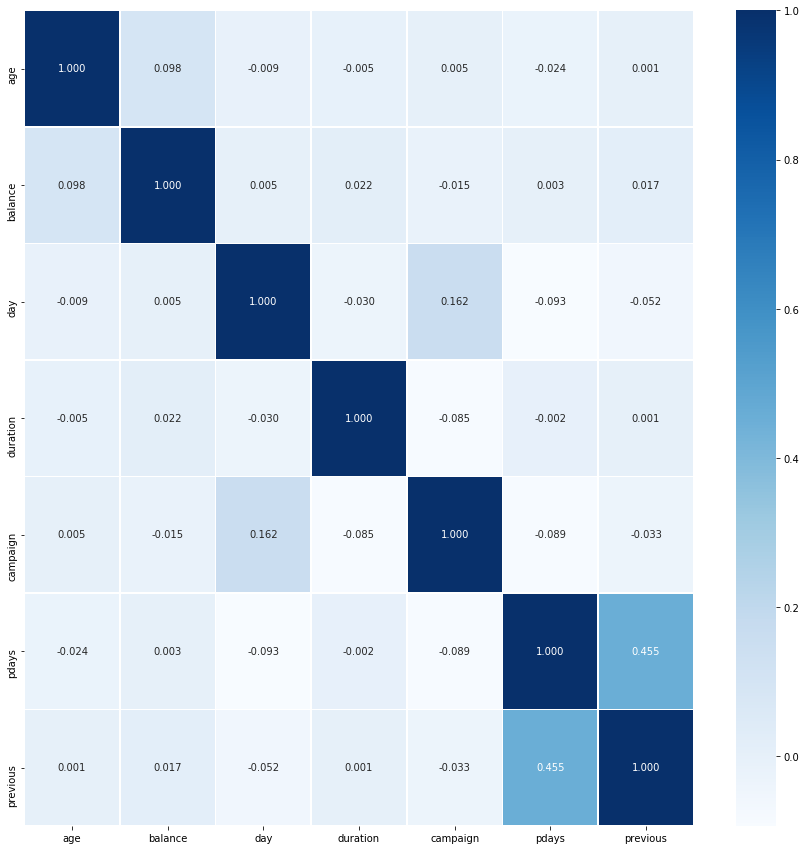 age 1.000 0.098 -0.009 -0.005 0.005 -0.024 0.001
balance 0.098 1.000 0.005 0.022 -0.015 0.003 0.017
day -0.009 0.005 1.000 -0.030 0.162 -0.093 -0.052
duration -0.005 0.022 -0.030 1.000 -0.085 -0.002 0.001
campaign 0.005 -0.015 0.162 -0.085 1.000 -0.089 -0.033
pdays -0.024 0.003 -0.093 -0.002 -0.089 1.000 0.455
previous 0.001 0.017 -0.052 0.001 -0.033 0.455 1.000
age balance day duration campaign pdays previous
1.0
0.8
0.6
0.4
0.2
0.0